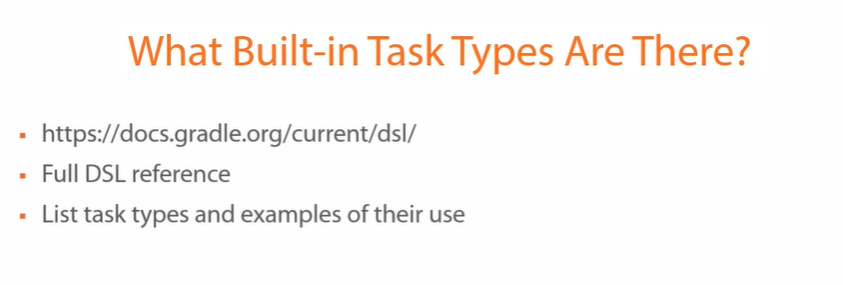 What Built-in Task Types Are There?
https://docs.gradle.org/current/dsl/
Full DSL reference
List task types and examples of their use